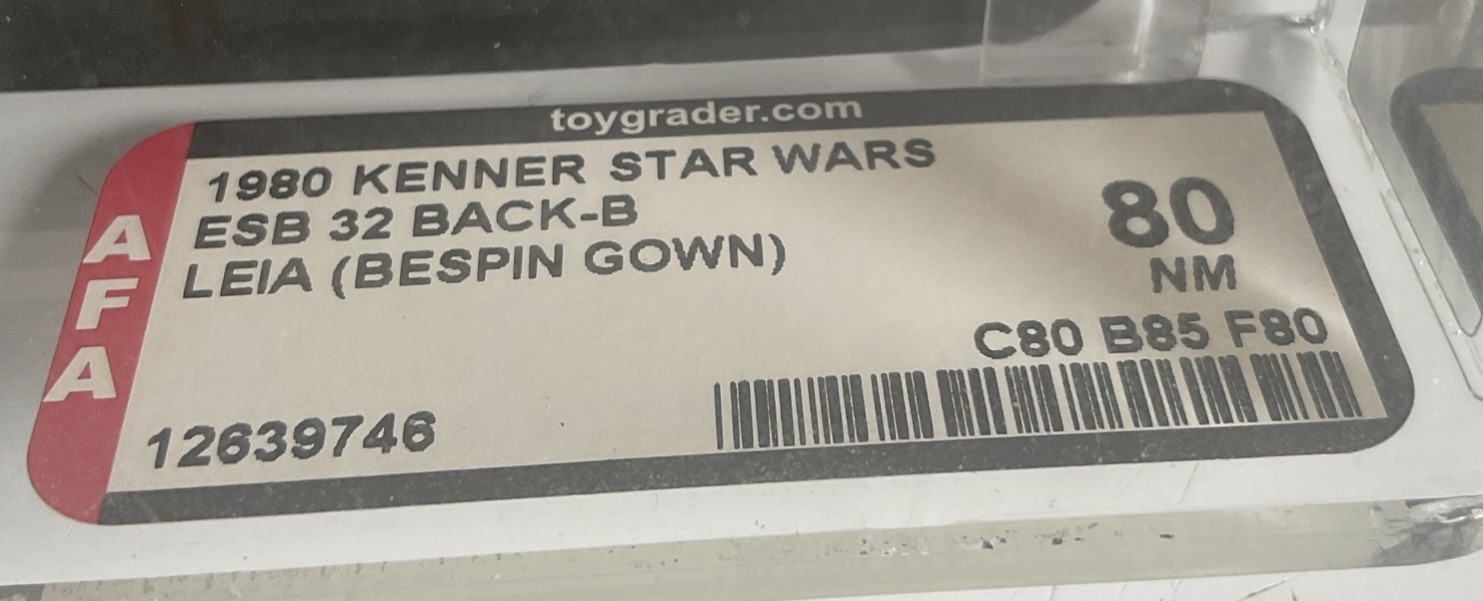 toygrader.com
AFA
1980 KENNER STAR WARS
ESB 32 BACK-B
LEIA (BESPIN GOWN)
80
NM
C80 B85 F80
12639746